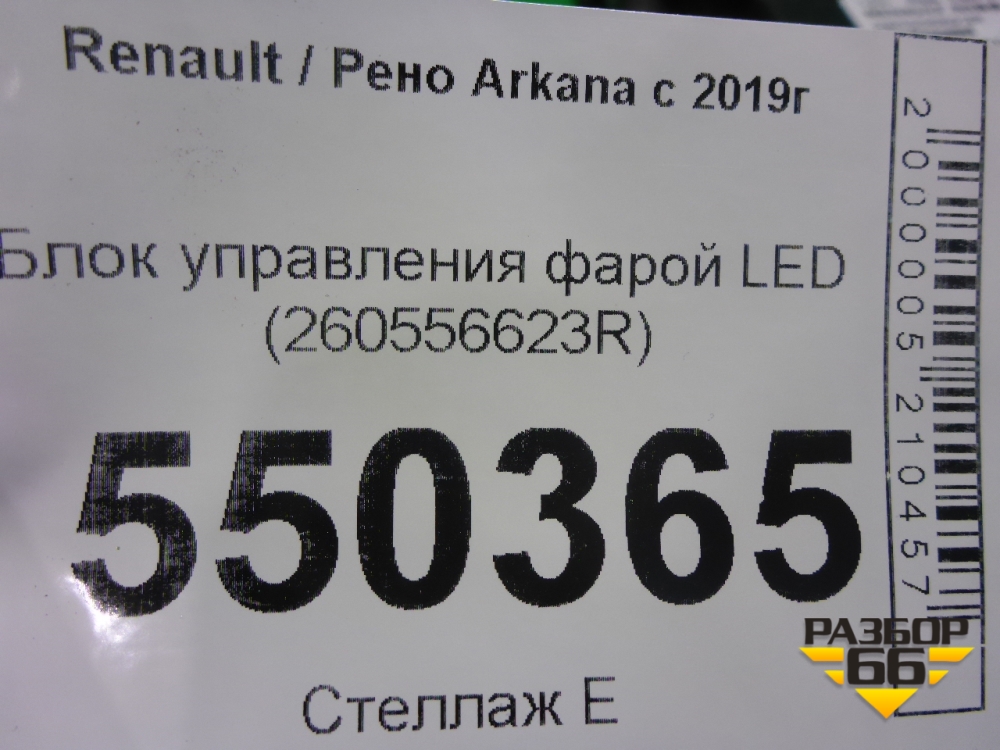 Renault / Рено Arkana с 2019г
Блок управления фарой LED
(260556623R)
550365
Стеллаж E
2000005210457
РАЗБОР
66